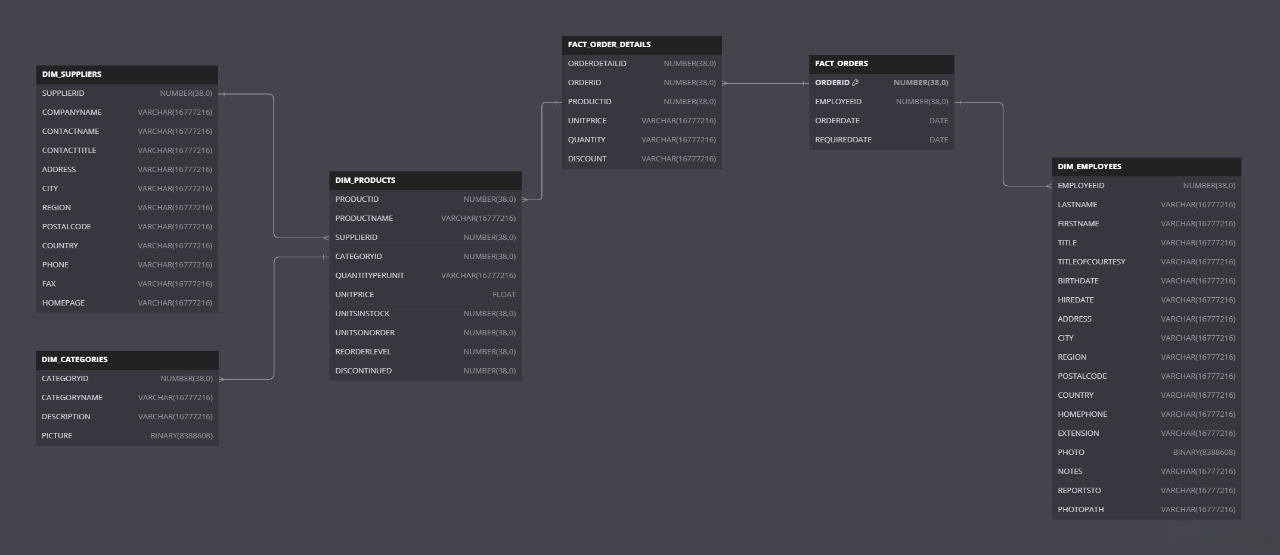 DIM_SUPPLIERS
SUPPLIERID NUMBER(38,0)
COMPANYNAME VARCHAR(16777216)
CONTACTNAME VARCHAR(16777216)
CONTACTTITLE VARCHAR(16777216)
ADDRESS VARCHAR(16777216)
CITY VARCHAR(16777216)
REGION VARCHAR(16777216)
POSTALCODE VARCHAR(16777216)
COUNTRY VARCHAR(16777216)
PHONE VARCHAR(16777216)
FAX VARCHAR(16777216)
HOMEPAGE VARCHAR(16777216)
DIM_CATEGORIES
CATEGORYID NUMBER(38,0)
CATEGORYNAME VARCHAR(16777216)
DESCRIPTION VARCHAR(16777216)
PICTURE BINARY(8388608)
DIM_PRODUCTS
PRODUCTID NUMBER(38,0)
PRODUCTNAME VARCHAR(16777216)
SUPPLIERID NUMBER(38,0)
CATEGORYID NUMBER(38,0)
QUANTITYPERUNIT VARCHAR(16777216)
UNITPRICE FLOAT
UNITSINSTOCK NUMBER(38,0)
UNITSONORDER NUMBER(38,0)
REORDERLEVEL NUMBER(38,0)
DISCONTINUED NUMBER(38,0)
FACT_ORDER_DETAILS
ORDERDETAILID NUMBER(38,0)
ORDERID NUMBER(38,0)
PRODUCTID NUMBER(38,0)
UNITPRICE VARCHAR(16777216)
QUANTITY VARCHAR(16777216)
DISCOUNT VARCHAR(16777216)
FACT_ORDERS
ORDERID NUMBER(38,0)
EMPLOYEEID NUMBER(38,0)
ORDERDATE DATE
REQUIREDDATE DATE
DIM_EMPLOYEES
EMPLOYEEID NUMBER(38,0)
LASTNAME VARCHAR(16777216)
FIRSTNAME VARCHAR(16777216)
TITLE VARCHAR(16777216)
TITLEOFCOURTESY VARCHAR(16777216)
BIRTHDATE VARCHAR(16777216)
HIREDATE VARCHAR(16777216)
ADDRESS VARCHAR(16777216)
CITY VARCHAR(16777216)
REGION VARCHAR(16777216)
POSTALCODE VARCHAR(16777216)
COUNTRY VARCHAR(16777216)
HOMEPHONE VARCHAR(16777216)
EXTENSION VARCHAR(16777216)
PHOTO BINARY(8388608)
NOTES VARCHAR(16777216)
REPORTSTO VARCHAR(16777216)
PHOTOPATH VARCHAR(16777216)